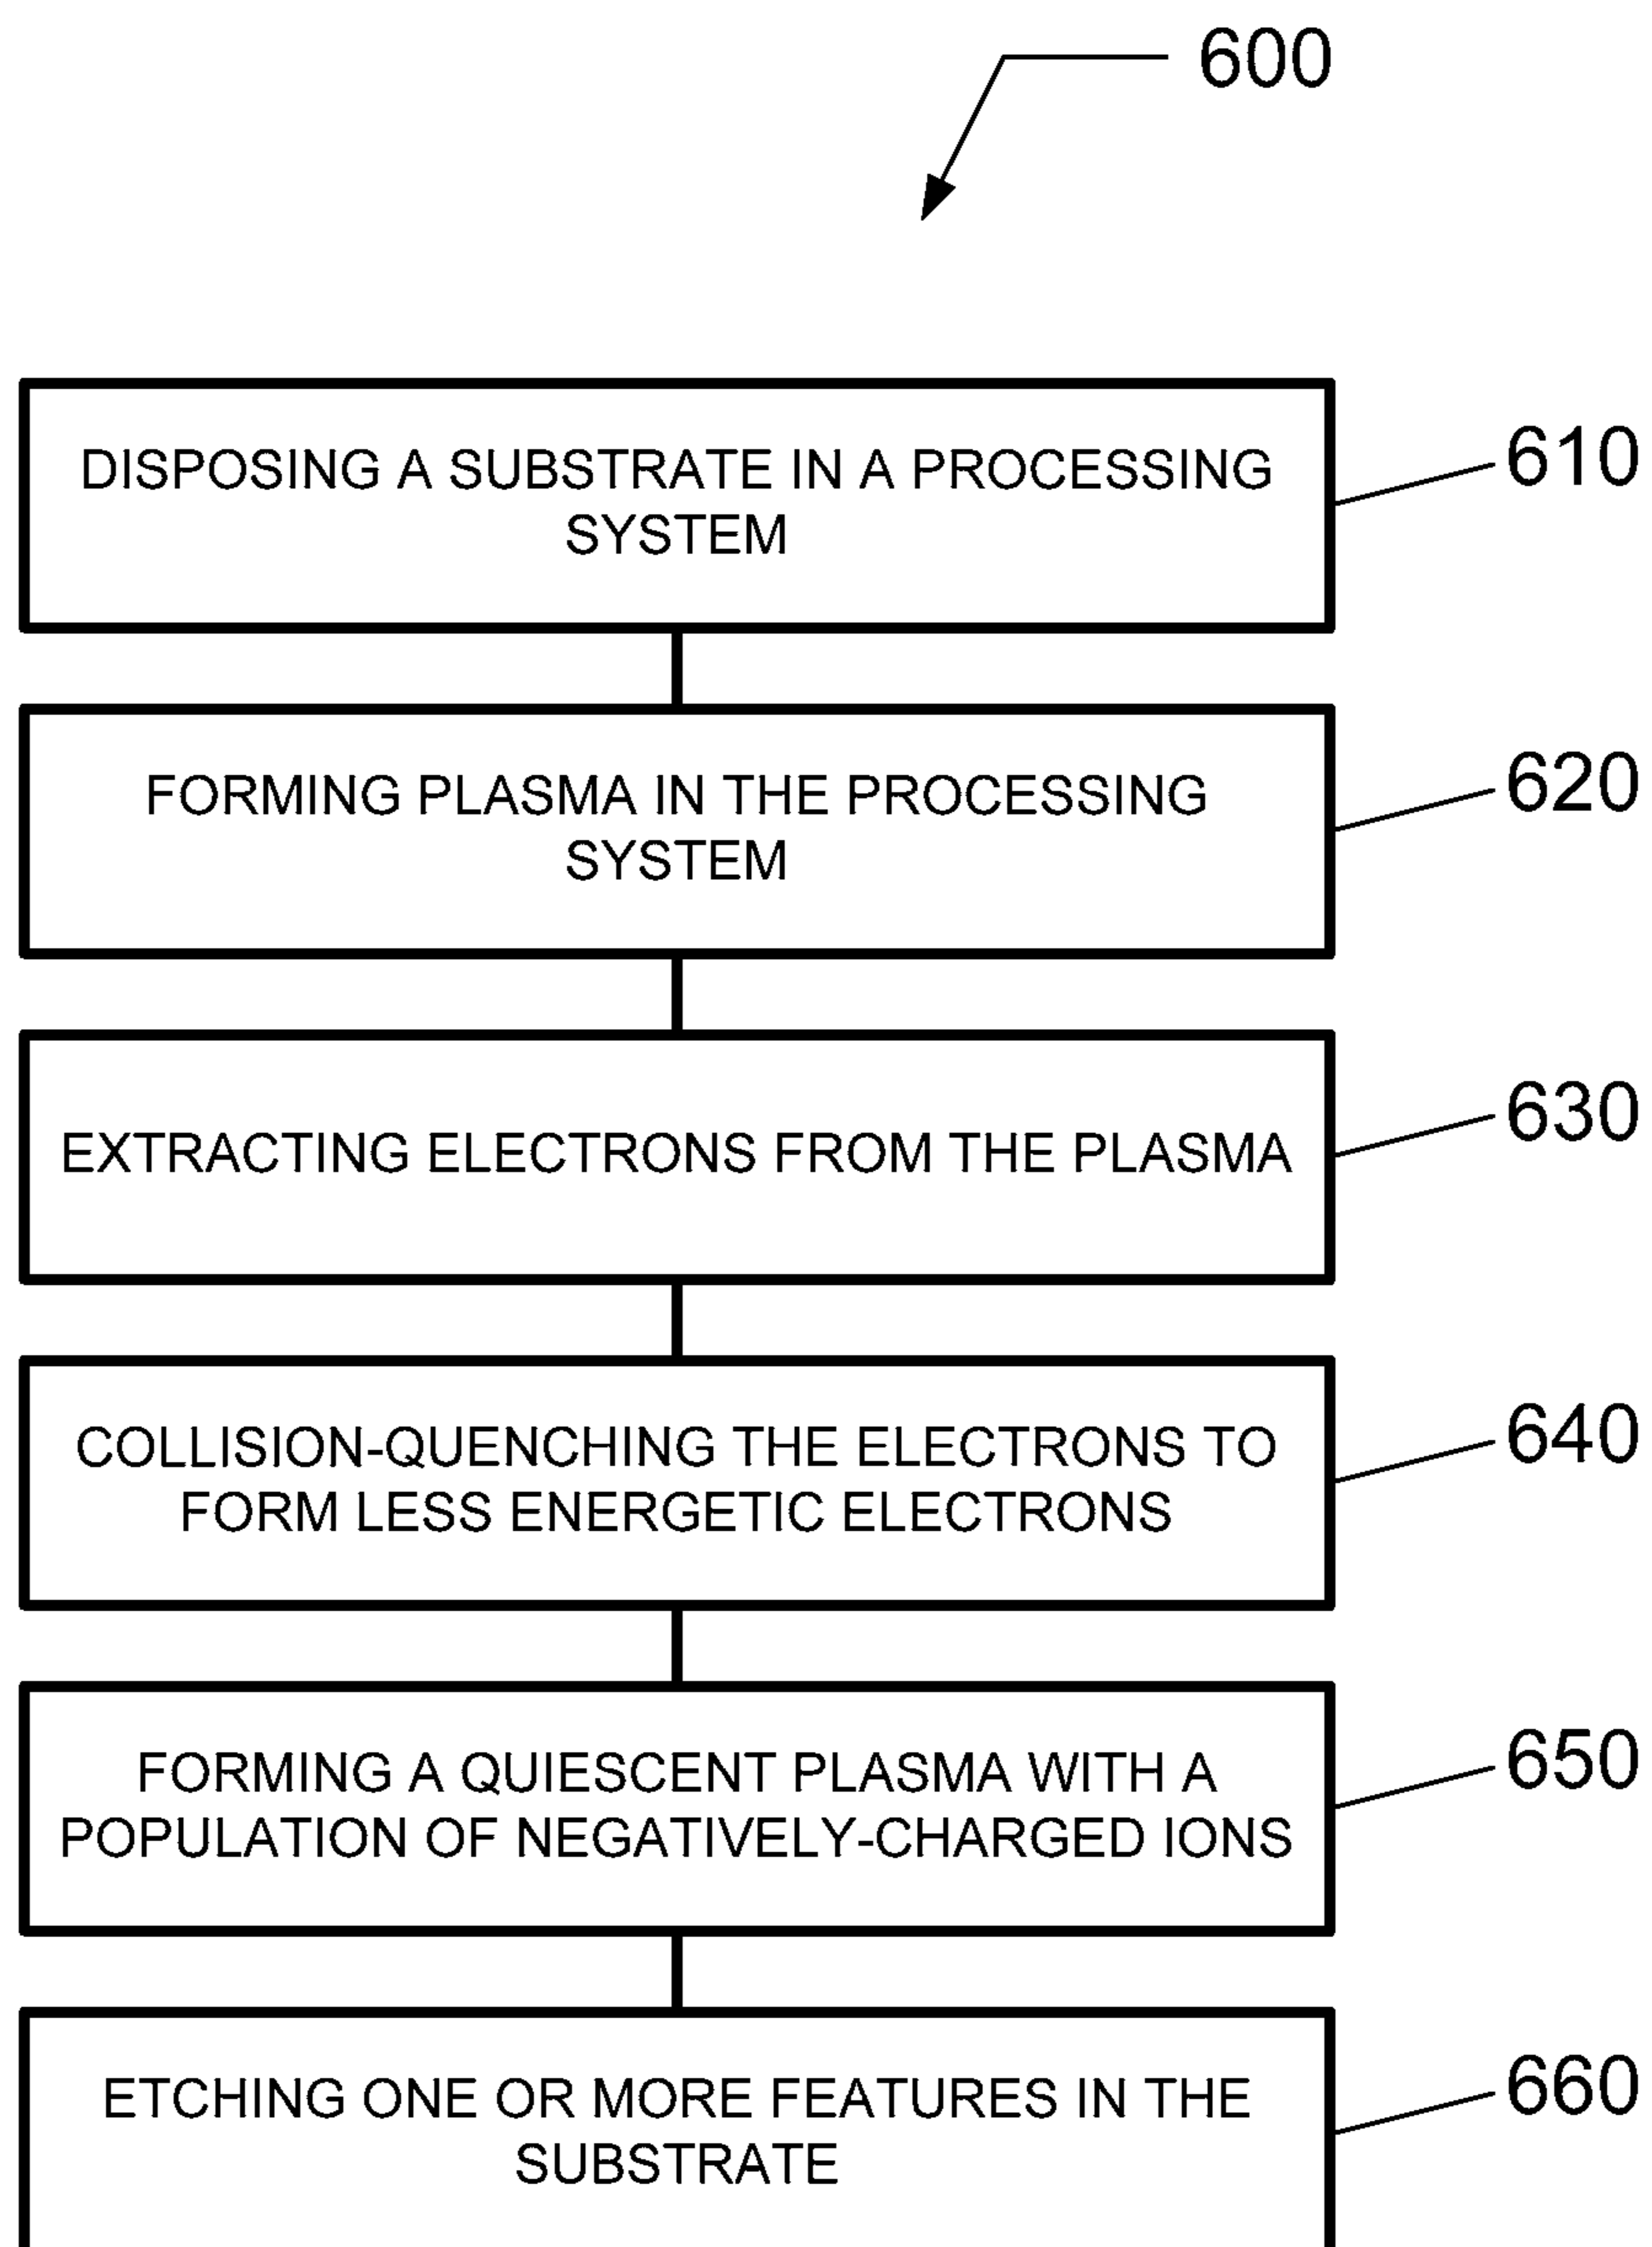 600
DISPOSING A SUBSTRATE IN A PROCESSING
SYSTEM
610
FORMING PLASMA IN THE PROCESSING
SYSTEM
620
EXTRACTING ELECTRONS FROM THE PLASMA
630
COLLISION-QUENCHING THE ELECTRONS TO
FORM LESS ENERGETIC ELECTRONS
640
FORMING A QUIESCENT PLASMA WITH A
POPULATION OF NEGATIVELY-CHARGED IONS
650
ETCHING ONE OR MORE FEATURES IN THE
SUBSTRATE
660